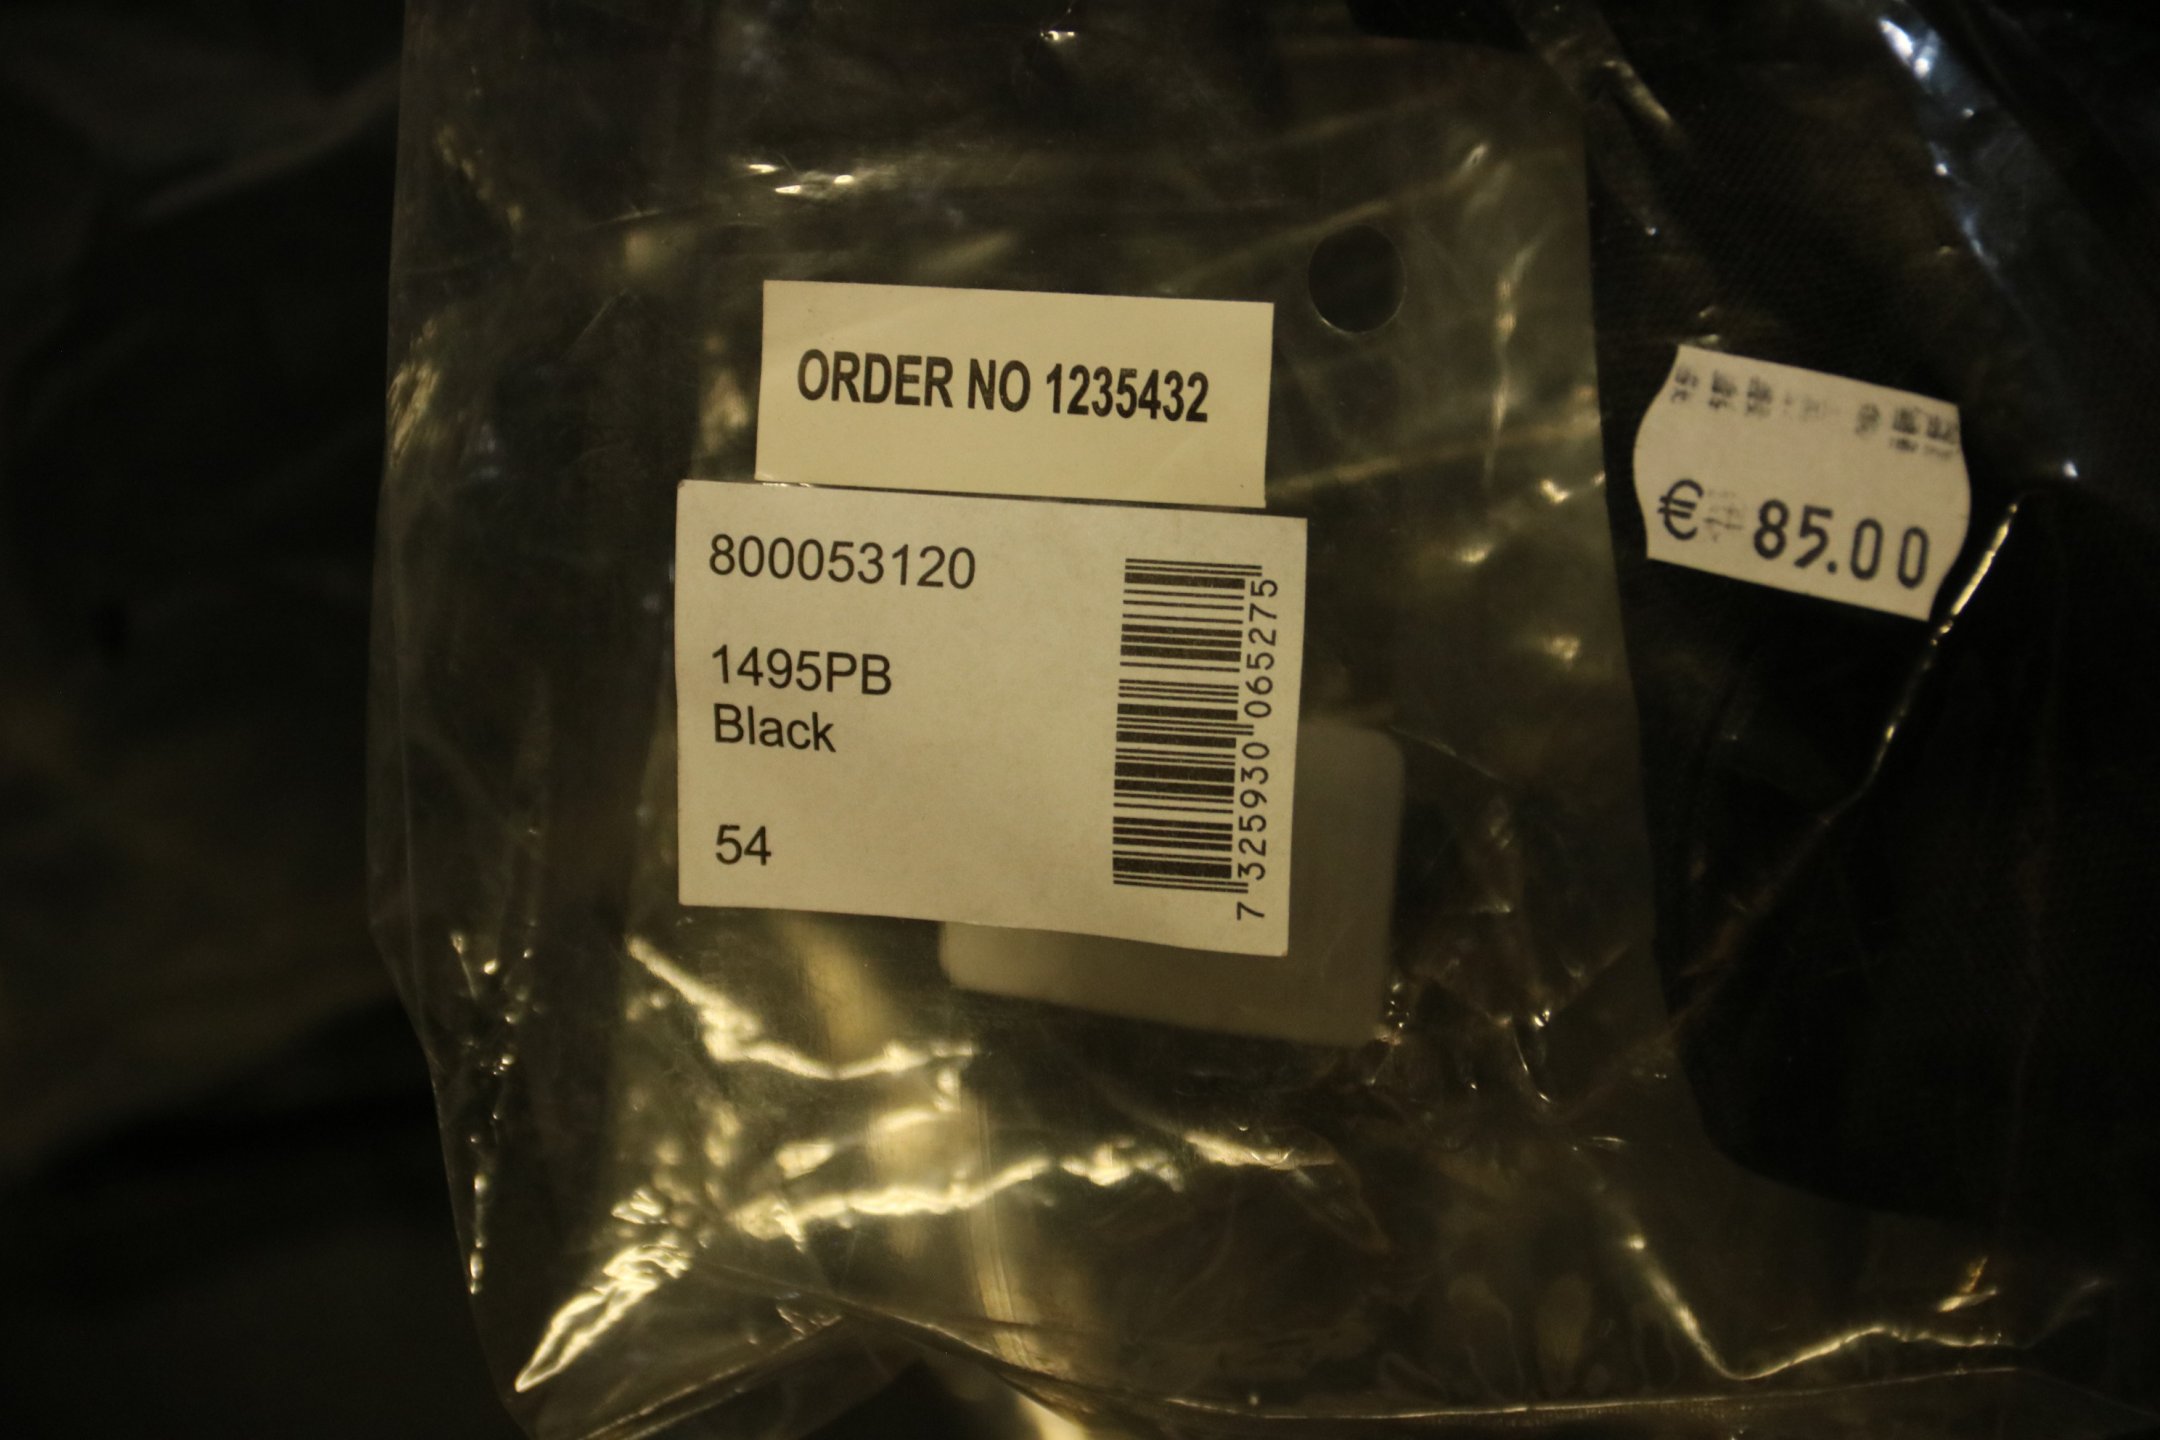 ORDER NO 1235432
800053120
1495PB
Black
54
7 325930 065275
€ 85.00